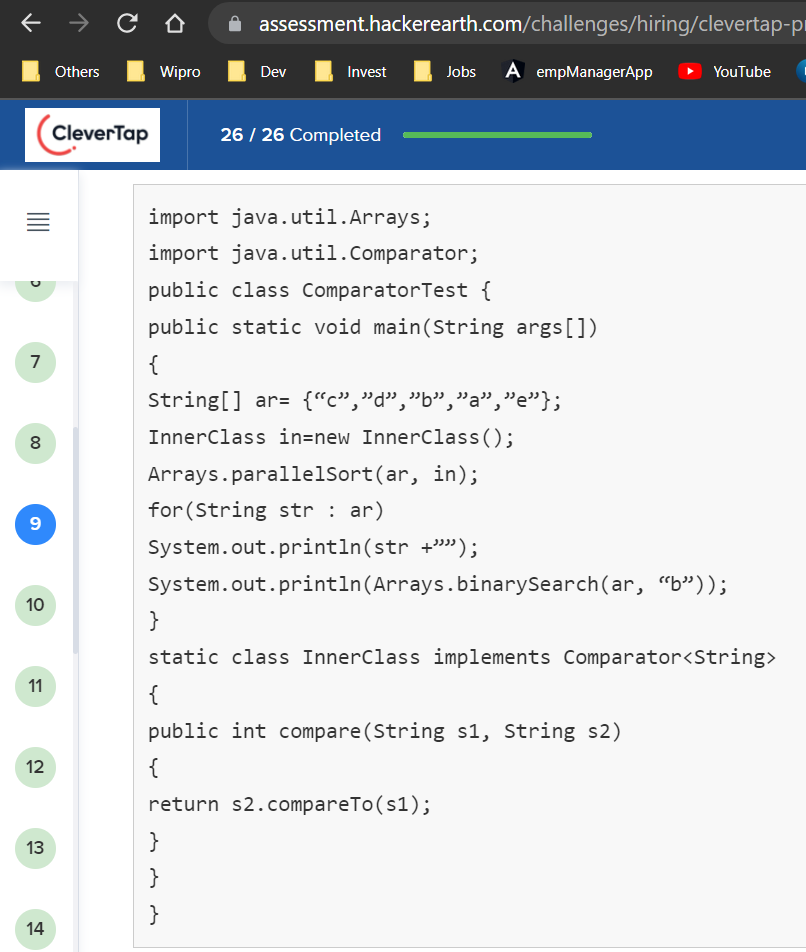 assessment.hackerearth.com/challenges/hiring/clevertap-p
Others Wipro Dev Invest Jobs empManagerApp YouTube
CleverTap 26 / 26 Completed
import java.util.Arrays;
import java.util.Comparator;
public class ComparatorTest {
public static void main(String args[])
{
String[] ar= {“c”,”d”,”b”,”a”,”e”};
InnerClass in=new InnerClass();
Arrays.parallelSort(ar, in);
for(String str : ar)
System.out.println(str +””);
System.out.println(Arrays.binarySearch(ar, “b”));
}
static class InnerClass implements Comparator<String>
{
public int compare(String s1, String s2)
{
return s2.compareTo(s1);
}
}
}
6
7
8
9
10
11
12
13
14